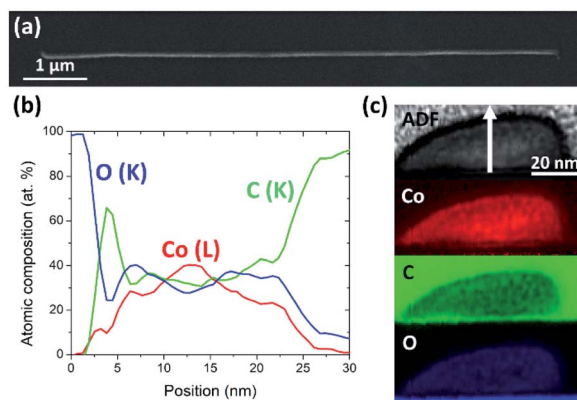 (a)
1 μm
(b)
100
80
60
40
20
0
O (K)
C (K)
Co (L)
Atomic composition (at. %)
0 5 10 15 20 25 30
Position (nm)
(c)
ADF
20 nm
Co
C
O